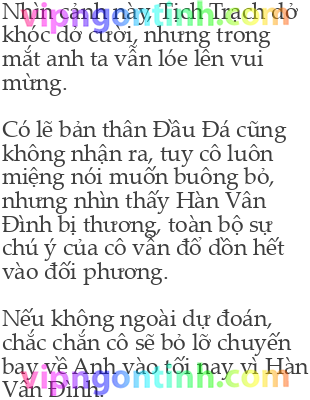 Nhìn cảnh này, Tịch Trạch dở
khóc dở cười, nhưng trong
mắt anh ta vẫn lóe lên vui
mừng.
Có lẽ bản thân Đầu Đá cũng
không nhận ra, tuy cô luôn
miệng nói muốn buông bỏ,
nhưng nhìn thấy Hàn Vân
Đình bị thương, toàn bộ sự
chú ý của cô vẫn đổ dồn hết
vào đối phương.
Nếu không ngoài dự đoán,
chắc chắn cô sẽ bỏ lỡ chuyến
bay về Anh vào tối nay vì Hàn
Vân Đình.
vipngontinh.com
vipngontinh.com